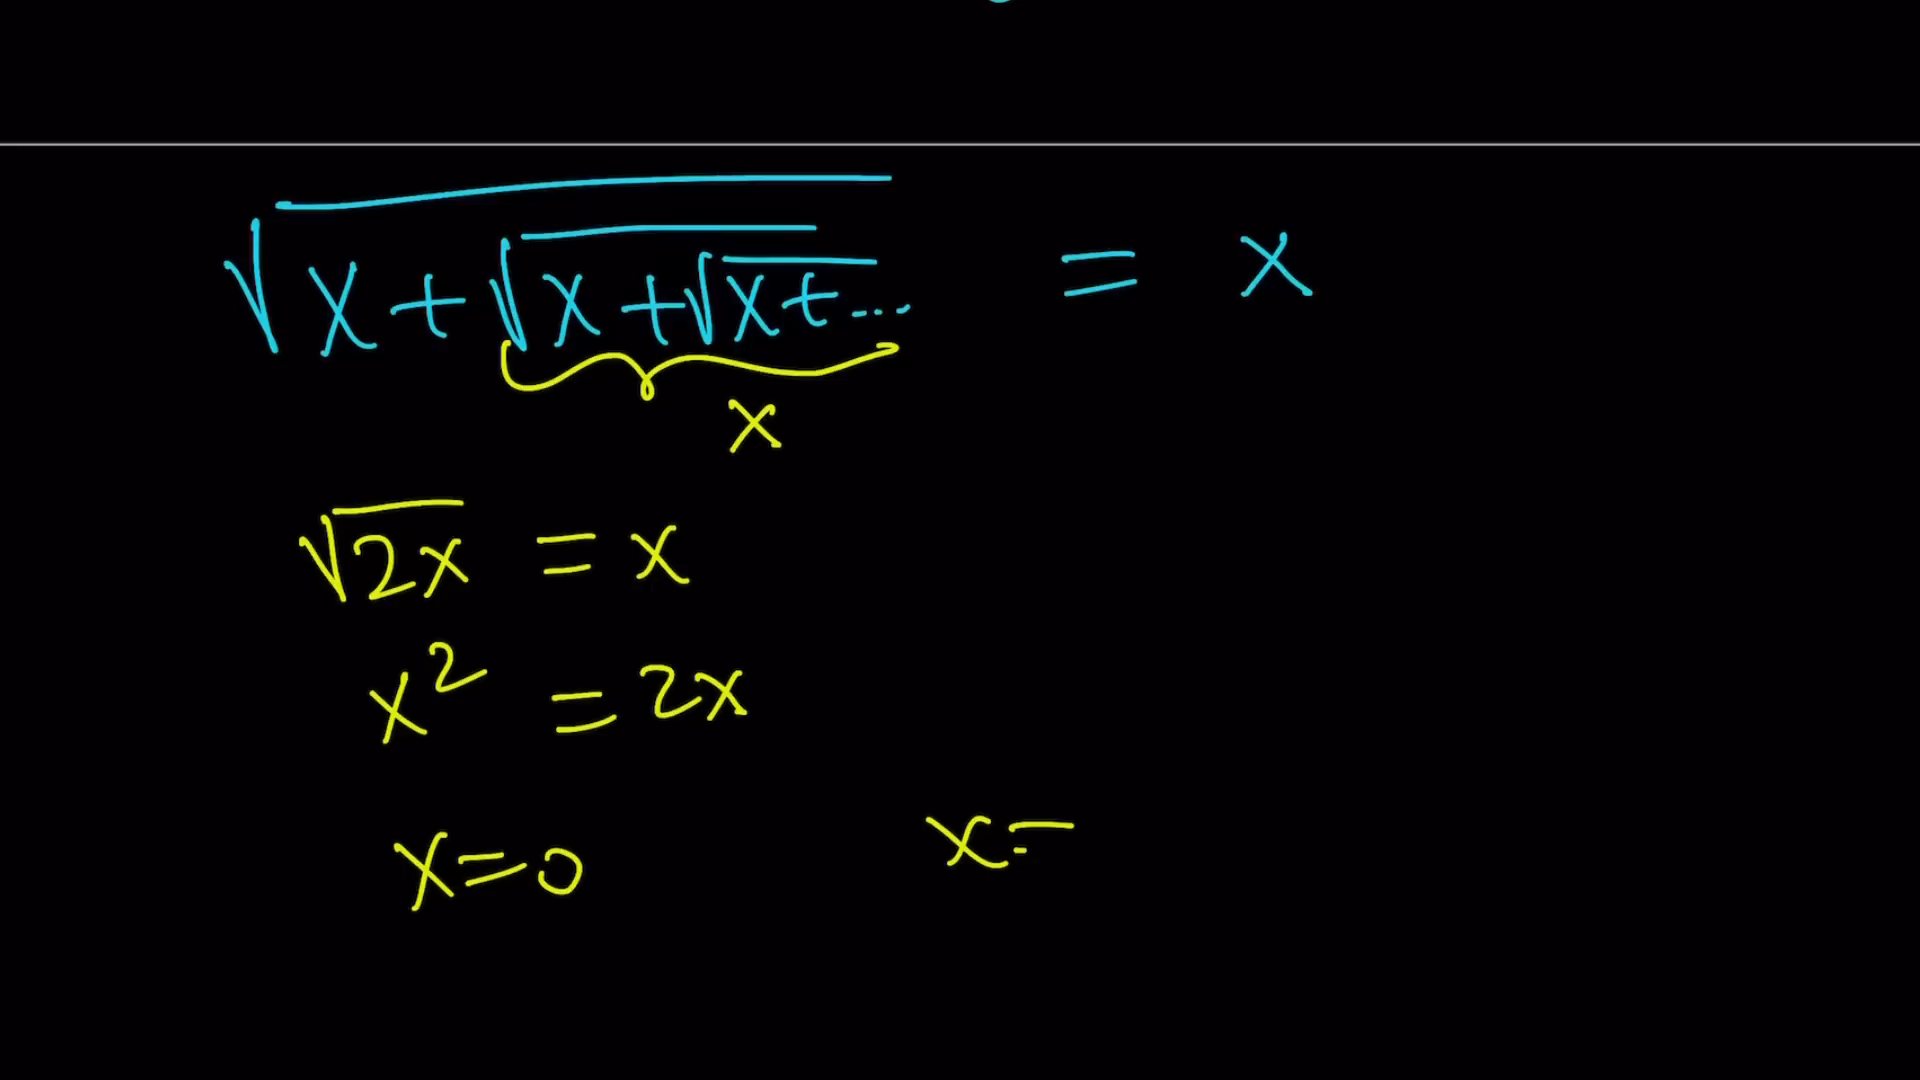 √(x+√(x+√(x+...))) = x
x
√(2x) = x
x² = 2x
x=0 x=